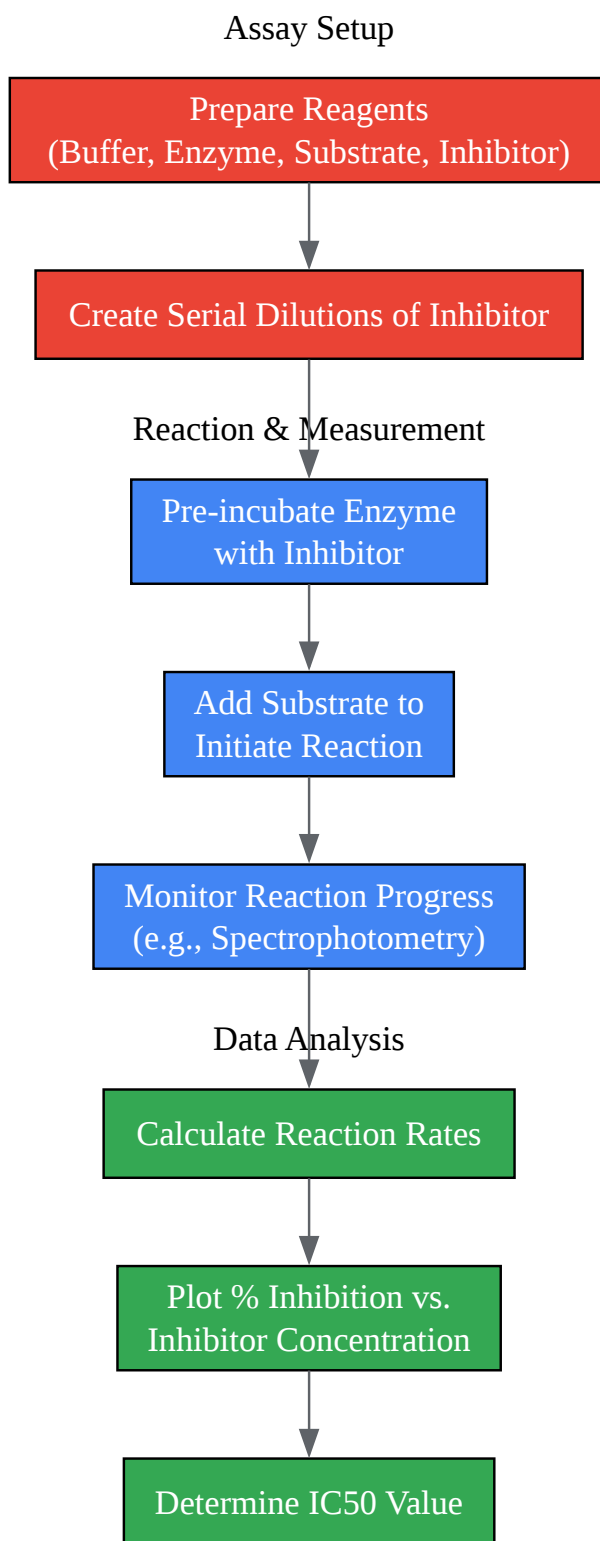 Assay Setup
Prepare Reagents
(Buffer, Enzyme, Substrate, Inhibitor)
Create Serial Dilutions of Inhibitor
Reaction & Measurement
Pre-incubate Enzyme
with Inhibitor
Add Substrate to
Initiate Reaction
Monitor Reaction Progress
(e.g., Spectrophotometry)
Data Analysis
Calculate Reaction Rates
Plot % Inhibition vs.
Inhibitor Concentration
Determine IC50 Value